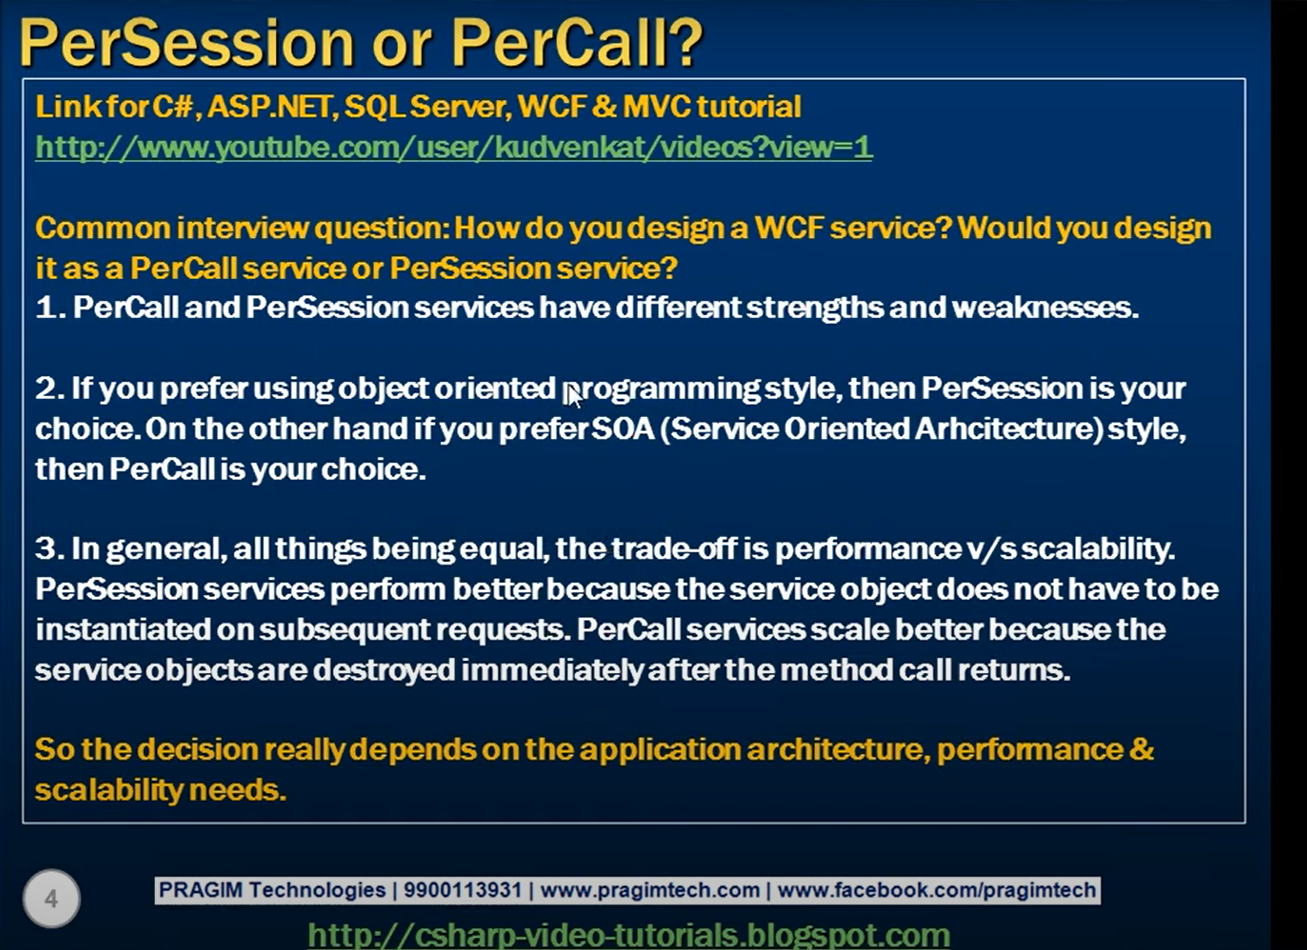 PerSession or PerCall?
Link for C#, ASP.NET, SQL Server, WCF & MVC tutorial
http://www.youtube.com/user/kudvenkat/videos?view=1
Common interview question: How do you design a WCF service? Would you design
it as a PerCall service or PerSession service?
1. PerCall and PerSession services have different strengths and weaknesses.
2. If you prefer using object oriented programming style, then PerSession is your
choice. On the other hand if you prefer SOA (Service Oriented Arhcitecture) style,
then PerCall is your choice.
3. In general, all things being equal, the trade-off is performance v/s scalability.
PerSession services perform better because the service object does not have to be
instantiated on subsequent requests. PerCall services scale better because the
service objects are destroyed immediately after the method call returns.
So the decision really depends on the application architecture, performance &
scalability needs.
4
PRAGIM Technologies | 9900113931 | www.pragimtech.com | www.facebook.com/pragimtech
http://csharp-video-tutorials.blogspot.com